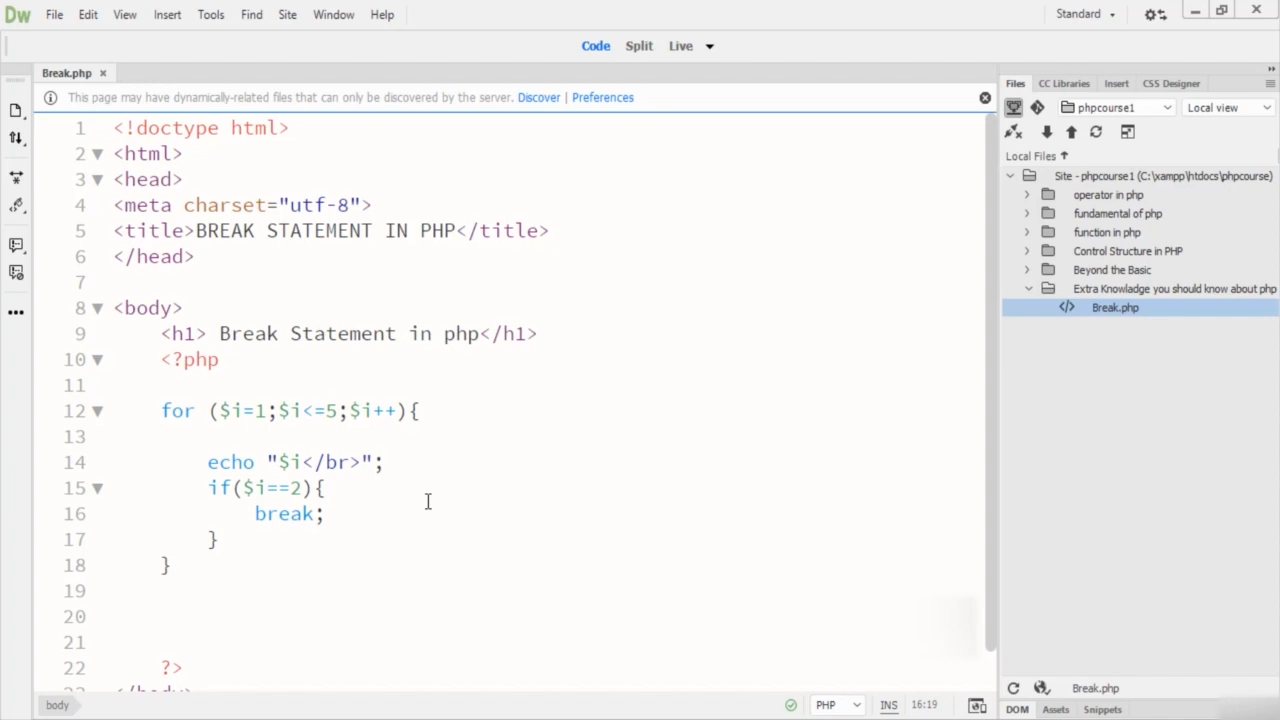 Dw File Edit View Insert Tools Find Site Window Help Standard
Code Split Live
Break.php ×
This page may have dynamically-related files that can only be discovered by the server. Discover | Preferences
1 <!doctype html>
2 <html>
3 <head>
4 <meta charset="utf-8">
5 <title>BREAK STATEMENT IN PHP</title>
6 </head>
7
8 <body>
9 <h1> Break Statement in php</h1>
10 <?php
11
12 for ($i=1;$i<=5;$i++){
13
14 echo "$i</br>";
15 if($i==2){
16 break;
17 }
18 }
19
20
21
22 ?>
23 </body>
body PHP INS 16:19
Files CC Libraries Insert CSS Designer
phpcourse1 Local view
Local Files
Site - phpcourse1 (C:\xampp\htdocs\phpcourse)
operator in php
fundamental of php
function in php
Control Structure in PHP
Beyond the Basic
Extra Knowladge you should know about php
Break.php
Break.php
DOM Assets Snippets